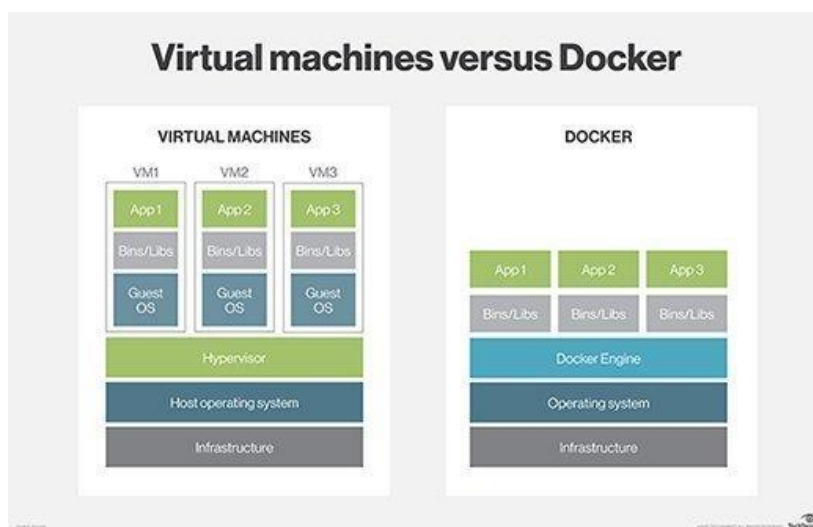 Virtual machines versus Docker
VIRTUAL MACHINES
VM1 VM2 VM3
App 1 App 2 App 3
Bins/Libs Bins/Libs Bins/Libs
Guest OS Guest OS Guest OS
Hypervisor
Host operating system
Infrastructure
DOCKER
App 1 App 2 App 3
Bins/Libs Bins/Libs Bins/Libs
Docker Engine
Operating system
Infrastructure